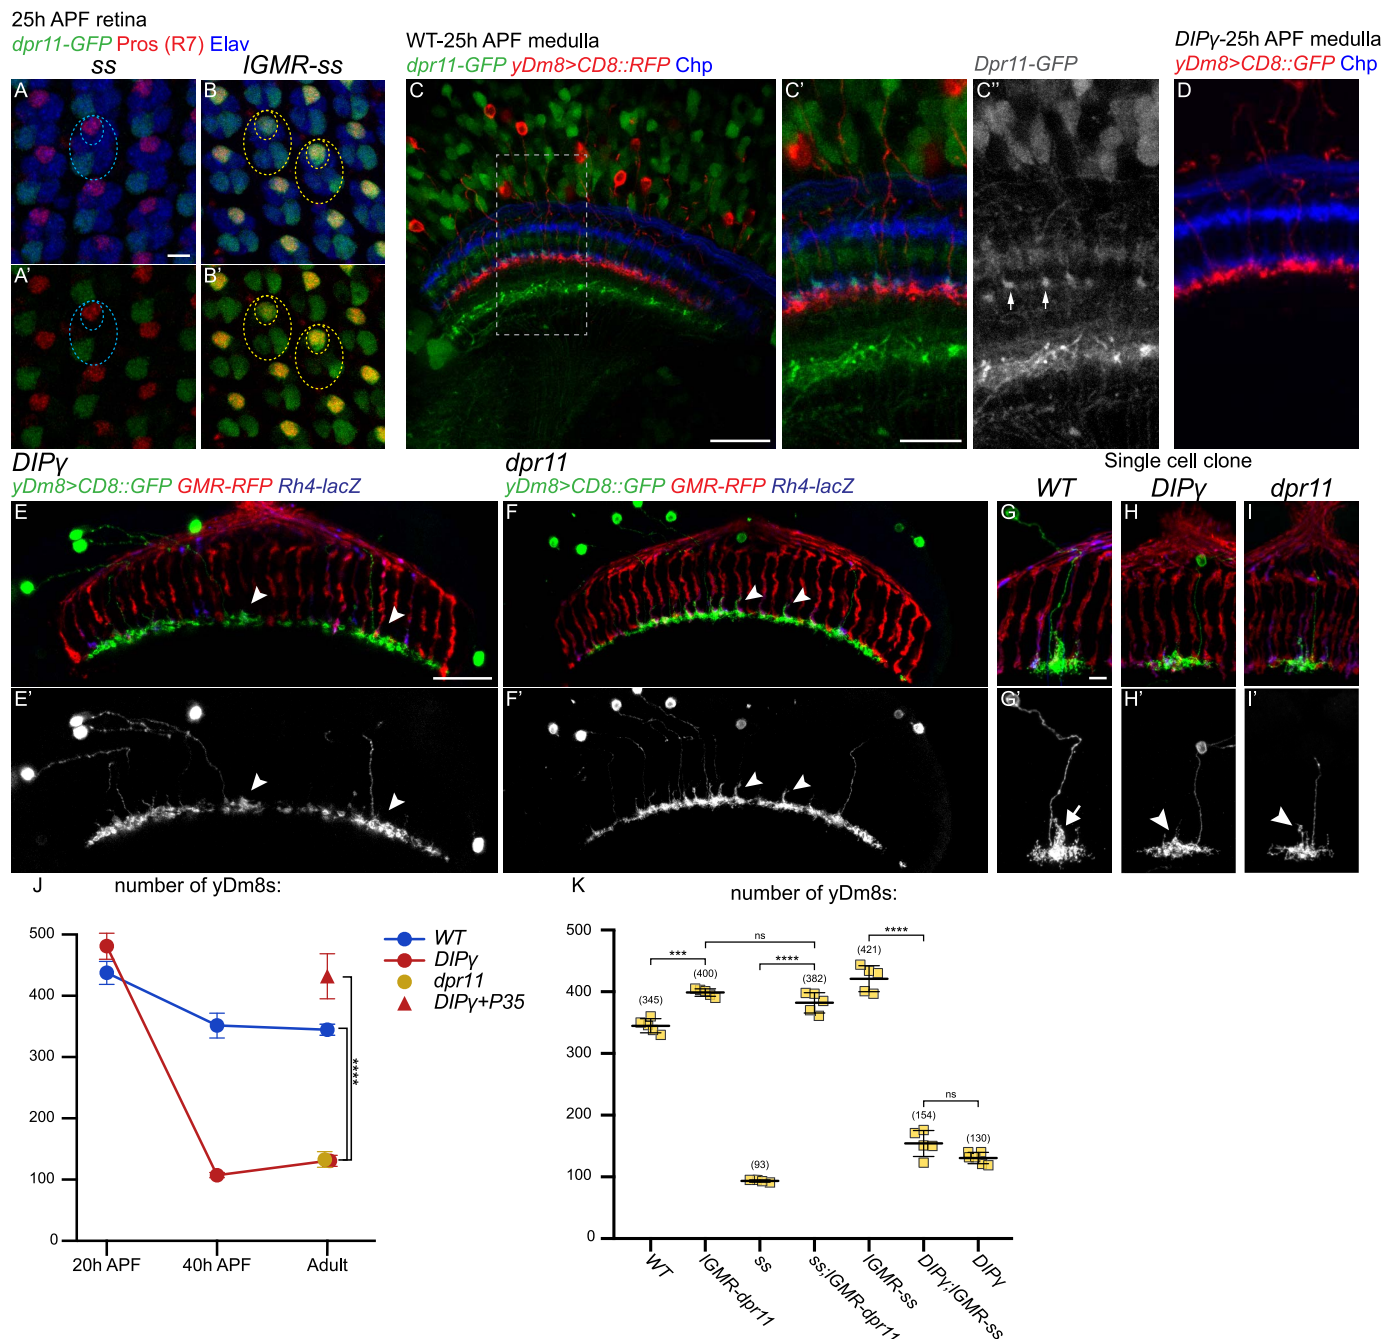 25h APF retina
dpr11-GFP Pros (R7) Elav
ss
lGMR-ss
WT-25h APF medulla
dpr11-GFP yDm8>CD8::RFP Chp
Dpr11-GFP
DIPγ-25h APF medulla
yDm8>CD8::GFP Chp
A
B
C
C'
C''
D
A'
B'
DIPγ
yDm8>CD8::GFP GMR-RFP Rh4-lacZ
dpr11
yDm8>CD8::GFP GMR-RFP Rh4-lacZ
Single cell clone
WT
DIPγ
dpr11
E
F
G
H
I
E'
F'
G'
H'
I'
J
number of yDm8s:
500
400
300
200
100
0
20h APF
40h APF
Adult
****
WT
DIPγ
dpr11
DIPγ+P35
K
number of yDm8s:
500
400
300
200
100
0
(345)
***
(400)
ns
(93)
****
(382)
(421)
****
(154)
ns
(130)
WT
lGMR-dpr11
ss
ss;lGMR-dpr11
lGMR-ss
DIPγ;lGMR-ss
DIPγ